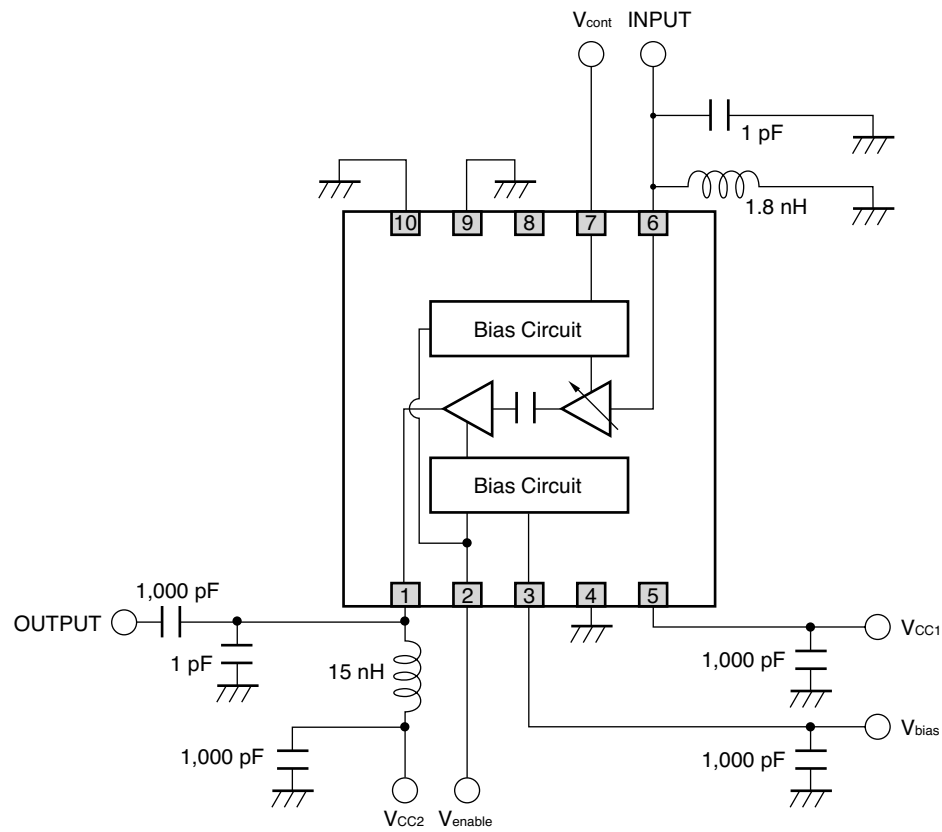 Vcont INPUT
1 pF
1.8 nH
10 9 8 7 6
Bias Circuit
Bias Circuit
1 2 3 4 5
1,000 pF
OUTPUT
1 pF
15 nH
1,000 pF
VCC1
1,000 pF
Vbias
1,000 pF
VCC2 Venable